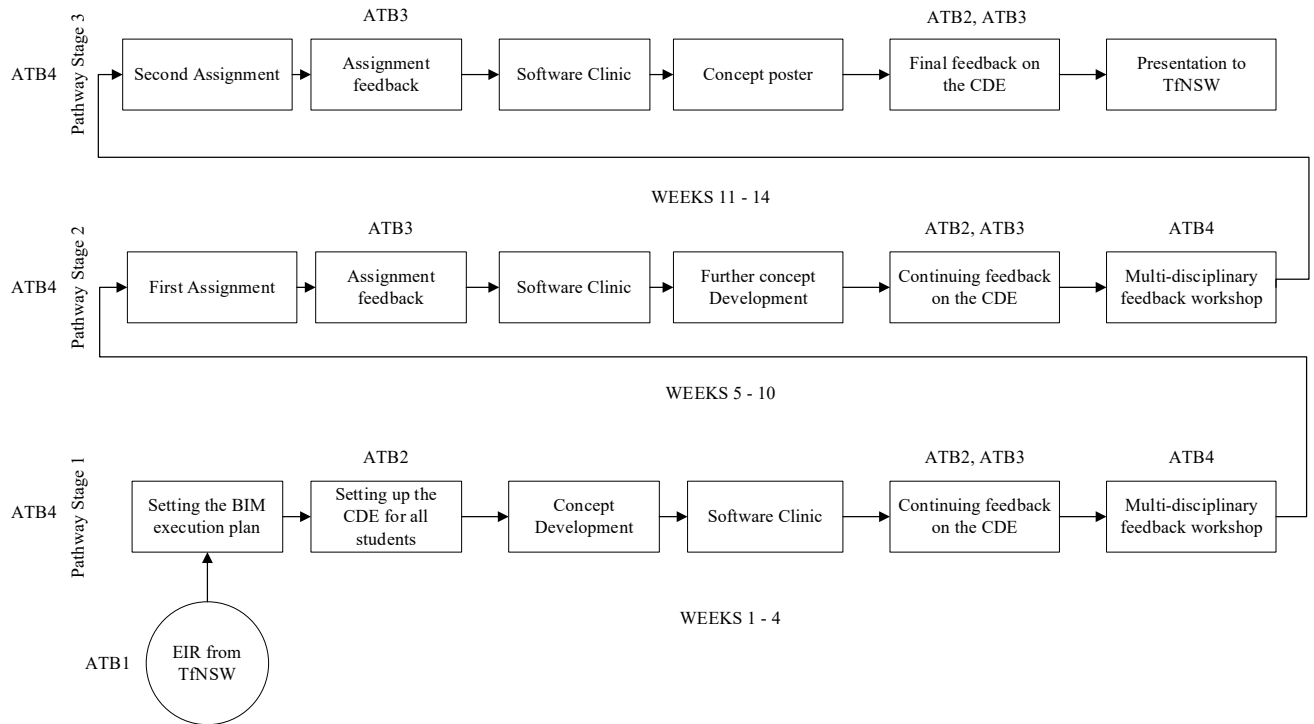 ATB3
ATB2, ATB3
ATB4
Pathway Stage 3
Second Assignment
Assignment
feedback
Software Clinic
Concept poster
Final feedback on
the CDE
Presentation to
TfNSW
WEEKS 11 - 14
ATB3
ATB2, ATB3
ATB4
ATB4
Pathway Stage 2
First Assignment
Assignment
feedback
Software Clinic
Further concept
Development
Continuing feedback
on the CDE
Multi-disciplinary
feedback workshop
WEEKS 5 - 10
ATB2
ATB2, ATB3
ATB4
ATB4
Pathway Stage 1
Setting the BIM
execution plan
Setting up the
CDE for all
students
Concept
Development
Software Clinic
Continuing feedback
on the CDE
Multi-disciplinary
feedback workshop
WEEKS 1 - 4
ATB1
EIR from
TfNSW